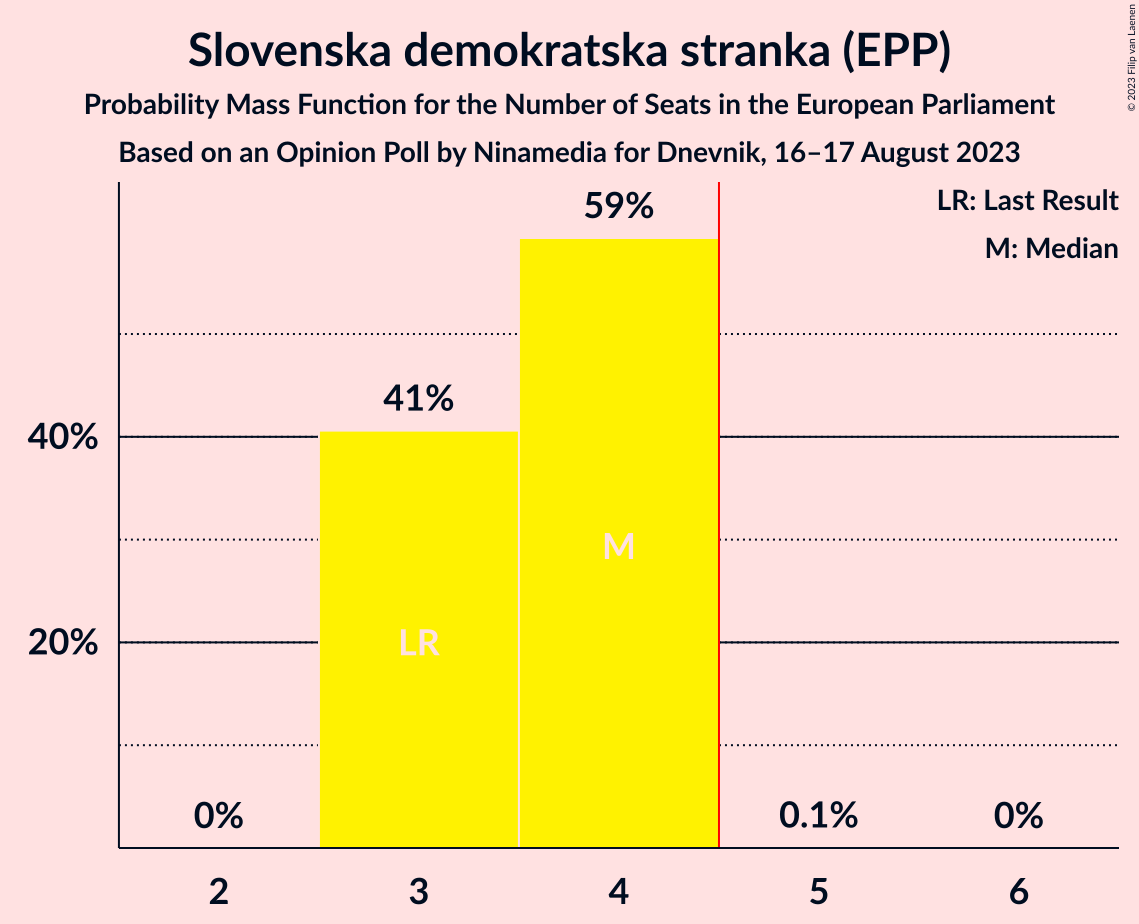 Slovenska demokratska stranka (EPP)
Probability Mass Function for the Number of Seats in the European Parliament
Based on an Opinion Poll by Ninamedia for Dnevnik, 16–17 August 2023
© 2023 Filip van Laenen
LR: Last Result
M: Median
59%
41%
40%
M
LR
20%
0%
0.1%
0%
2
3
4
5
6